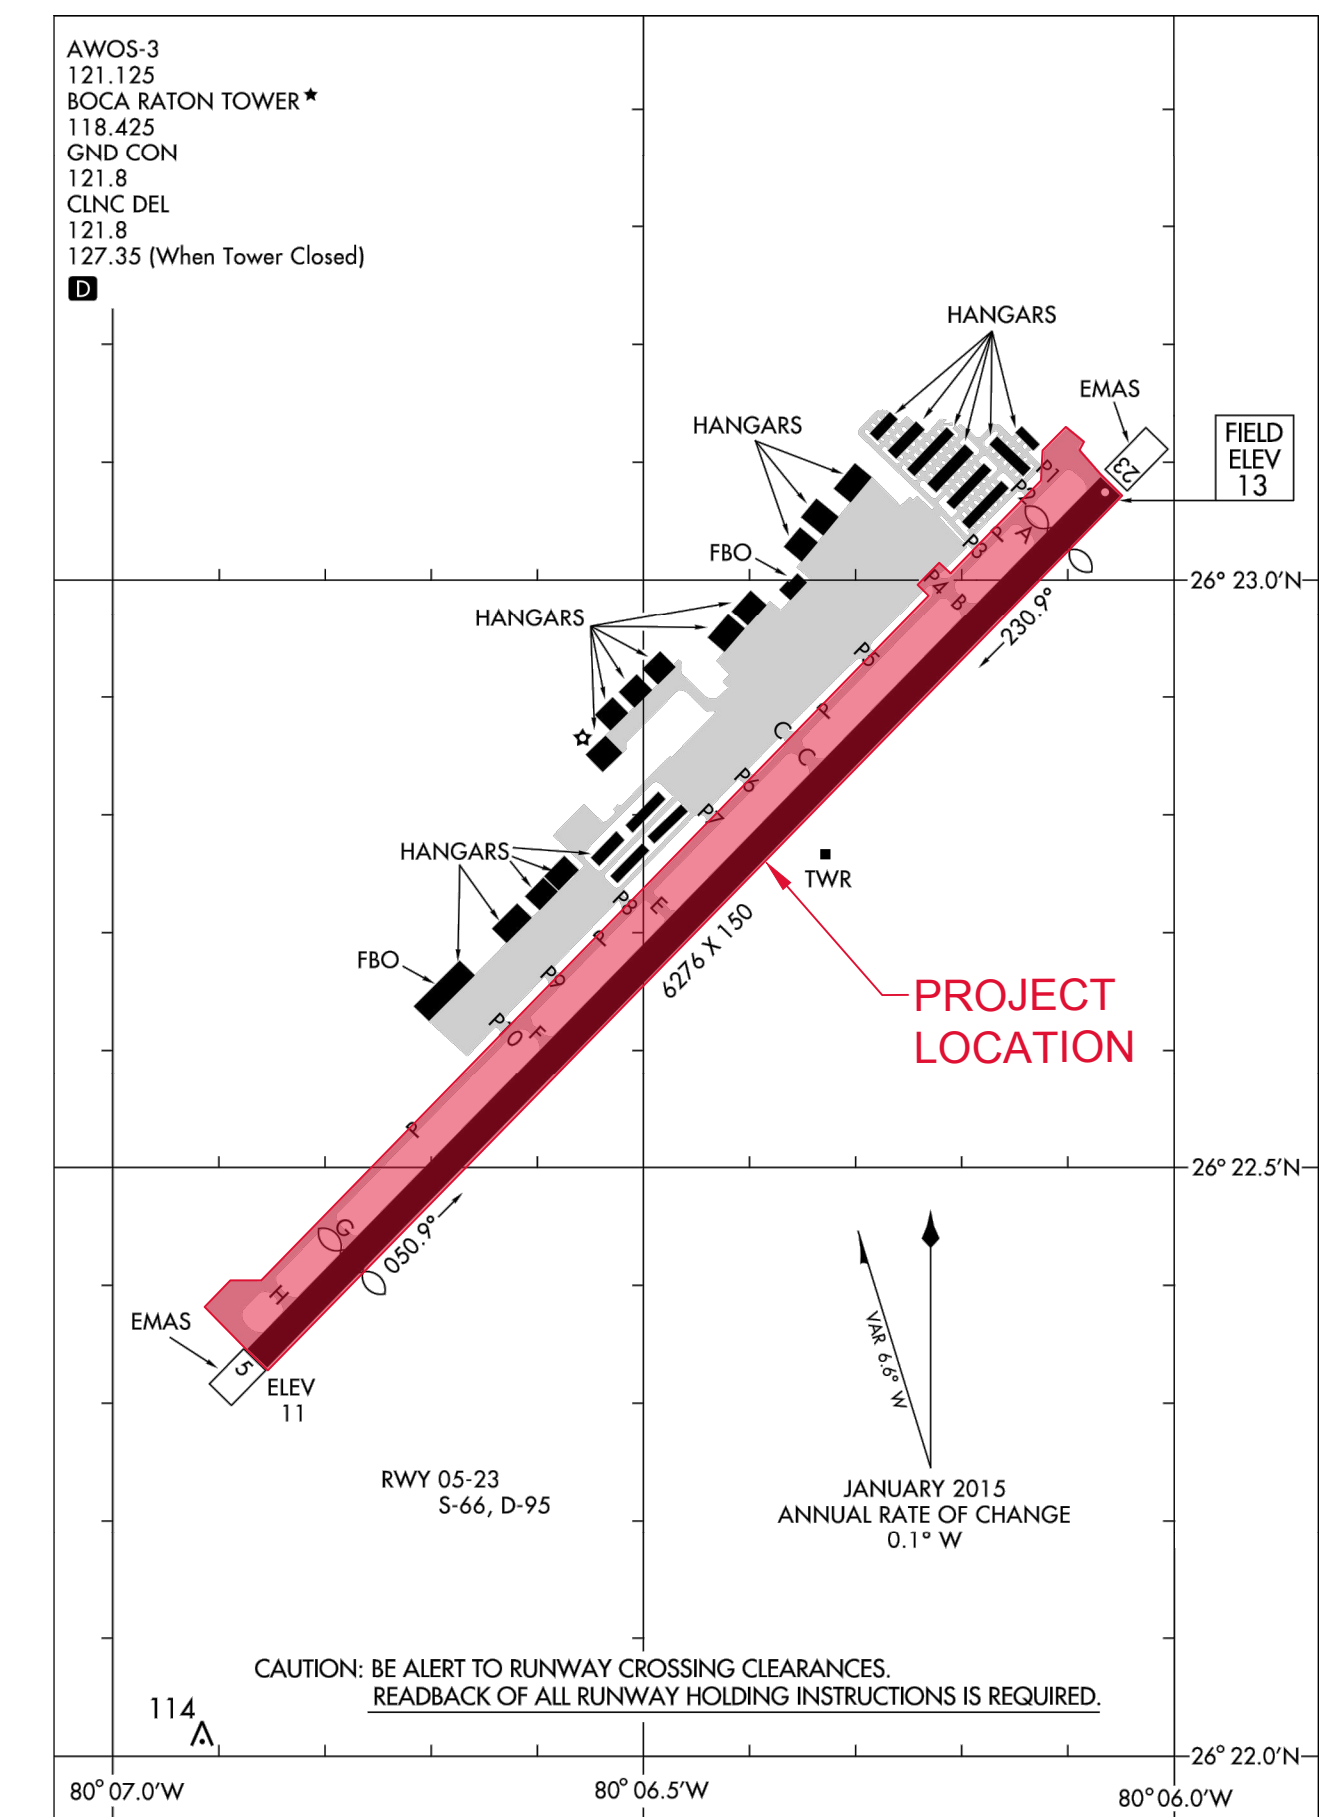 AWOS-3
121.125
BOCA RATON TOWER★
118.425
GND CON
121.8
CLNC DEL
121.8
127.35 (When Tower Closed)
D
HANGARS
EMAS
23
FIELD
ELEV
13
HANGARS
P1
P2
A
P
P3
FBO
26° 23.0'N
P4
B
230.9°
HANGARS
P5
P
C
C
P6
P7
TWR
HANGARS
P8
E
P
6276 X 150
FBO
P9
PROJECT
LOCATION
P10
F
P
26° 22.5'N
G
050.9°
H
EMAS
5
ELEV
11
VAR 6.6° W
RWY 05-23
S-66, D-95
JANUARY 2015
ANNUAL RATE OF CHANGE
0.1° W
CAUTION: BE ALERT TO RUNWAY CROSSING CLEARANCES.
READBACK OF ALL RUNWAY HOLDING INSTRUCTIONS IS REQUIRED.
114
26° 22.0'N
80° 07.0'W
80° 06.5'W
80° 06.0'W